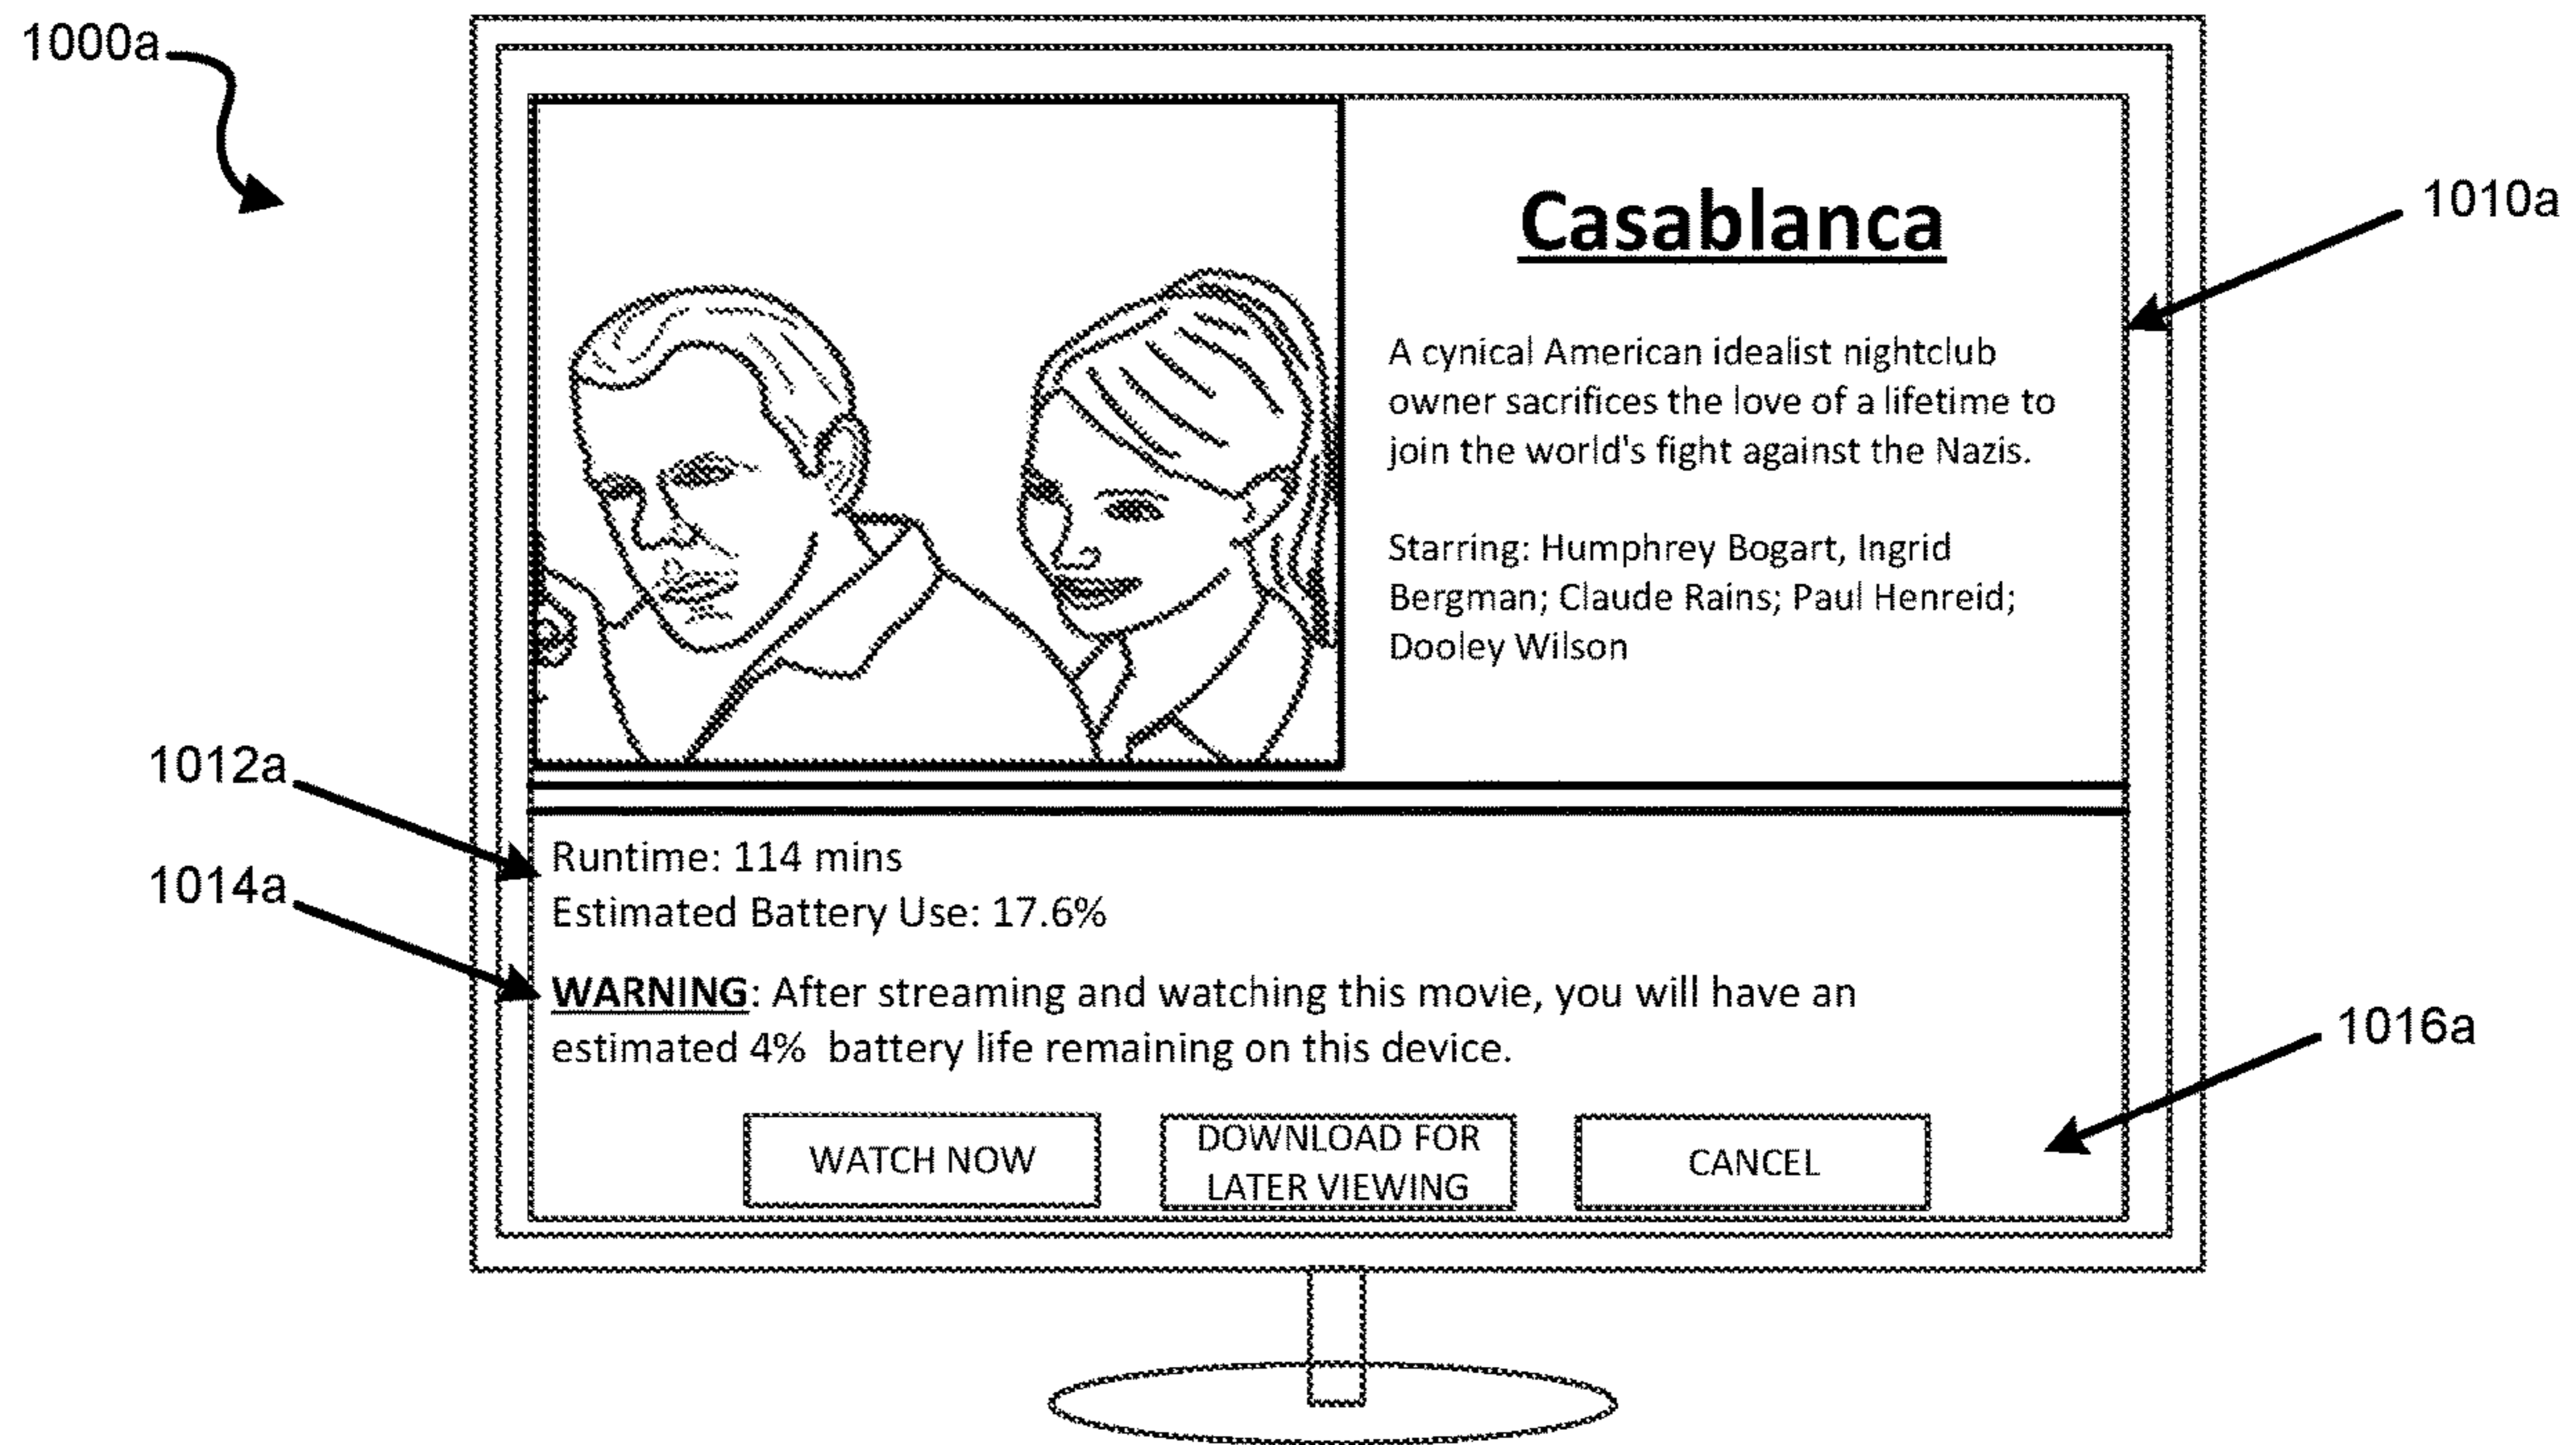 1000a
1010a
Casablanca
A cynical American idealist nightclub
owner sacrifices the love of a lifetime to
join the world's fight against the Nazis.
Starring: Humphrey Bogart, Ingrid
Bergman; Claude Rains; Paul Henreid;
Dooley Wilson
1012a
Runtime: 114 mins
1014a
Estimated Battery Use: 17.6%
WARNING: After streaming and watching this movie, you will have an
estimated 4% battery life remaining on this device.
1016a
WATCH NOW
DOWNLOAD FOR
LATER VIEWING
CANCEL